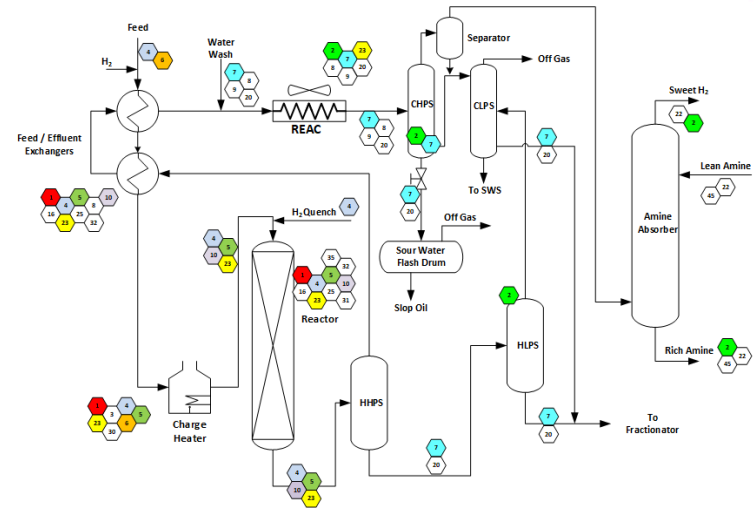 Feed
H₂
4
6
Water
Wash
7
8
9
20
2
23
7
8
20
9
REAC
7
8
9
20
Separator
CHPS
2
7
CLPS
Off Gas
To SWS
7
20
Sweet H₂
22
2
Lean Amine
22
45
Amine
Absorber
Rich Amine
2
22
45
Feed / Effluent
Exchangers
1
5
10
4
8
16
25
23
32
H₂ Quench
4
4
5
10
23
7
20
Off Gas
Sour Water
Flash Drum
Slop Oil
35
32
1
5
4
10
16
25
23
31
Reactor
2
HLPS
HHPS
1
4
3
5
23
6
30
Charge
Heater
4
5
10
23
7
20
7
20
To
Fractionator